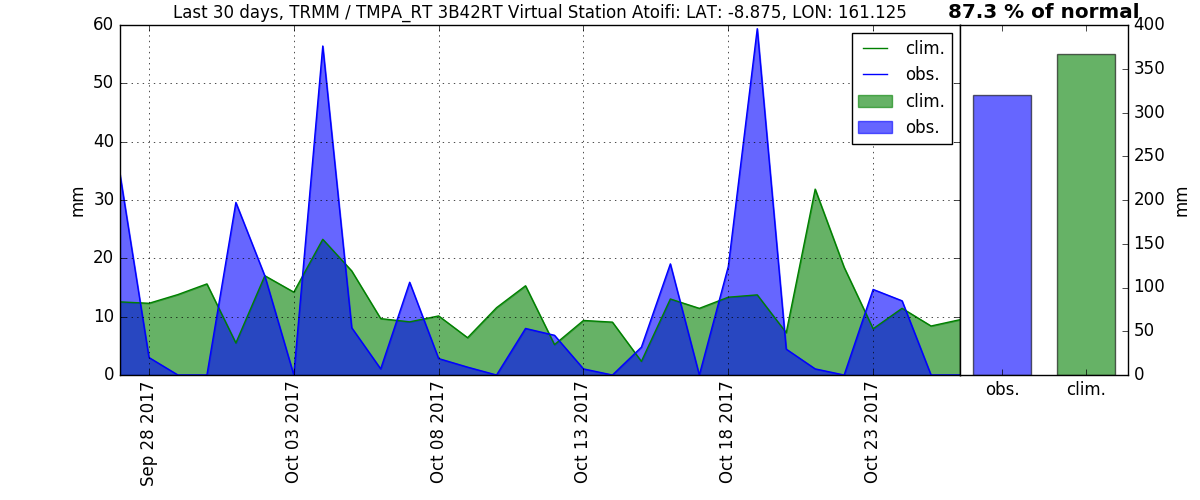 Last 30 days, TRMM / TMPA_RT 3B42RT Virtual Station Atoifi: LAT: -8.875, LON: 161.125
87.3 % of normal
60
50
40
30
20
10
0
mm
clim.
obs.
clim.
obs.
Sep 28 2017
Oct 03 2017
Oct 08 2017
Oct 13 2017
Oct 18 2017
Oct 23 2017
400
350
300
250
200
150
100
50
0
mm
obs.
clim.